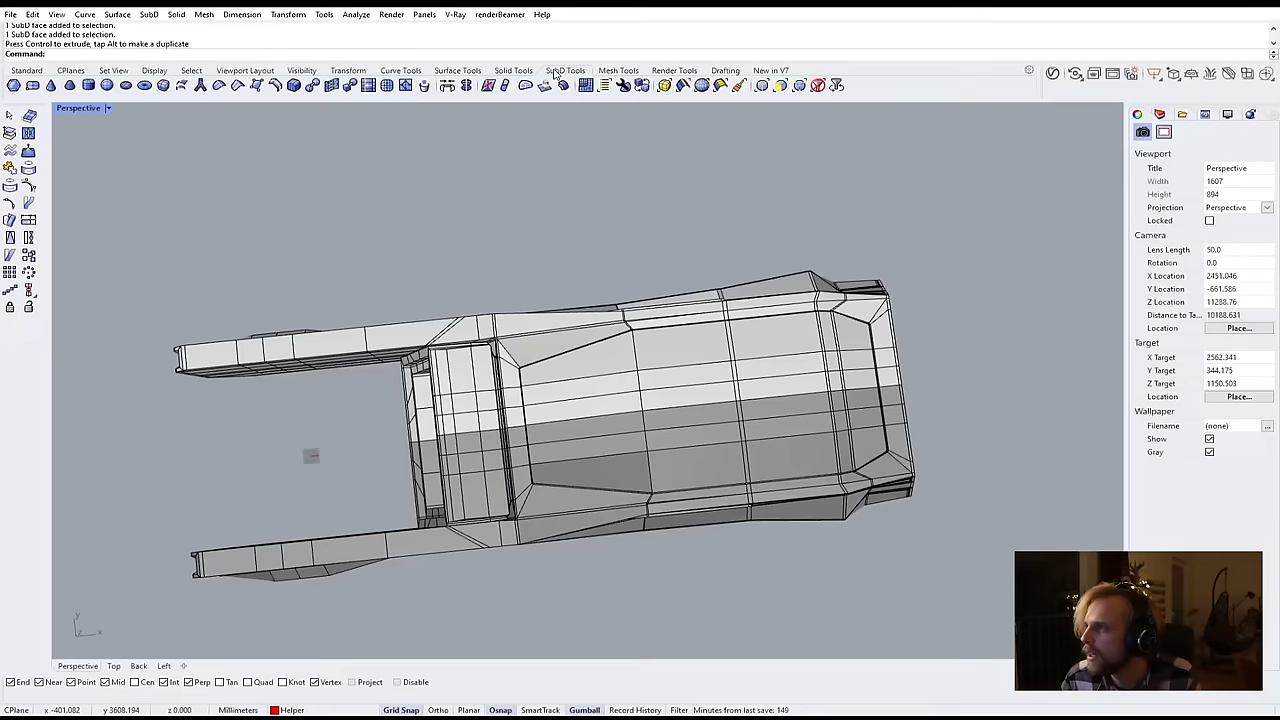 File Edit View Curve Surface SubD Solid Mesh Dimension Transform Tools Analyze Render Panels V-Ray renderBeamer Help
1 SubD face added to selection.
1 SubD face added to selection.
Press Control to extrude, tap Alt to make a duplicate
Command:
Standard CPlanes Set View Display Select Viewport Layout Visibility Transform Curve Tools Surface Tools Solid Tools SubD Tools Mesh Tools Render Tools Drafting New in V7
Perspective
Viewport
Title Perspective
Width 1607
Height 894
Projection Perspective
Locked
Camera
Lens Length 50.0
Rotation 0.0
X Location 2451.046
Y Location -661.586
Z Location 11288.76
Distance to Ta... 10188.631
Location Place...
Target
X Target 2562.341
Y Target 344.175
Z Target 1150.503
Location Place...
Wallpaper
Filename (none) ...
Show
Gray
y
z x
Perspective Top Back Left
End Near Point Mid Cen Int Perp Tan Quad Knot Vertex Project Disable
CPlane x -401.082 y 3608.194 z 0.000 Millimeters Helper Grid Snap Ortho Planar Osnap SmartTrack Gumball Record History Filter Minutes from last save: 149